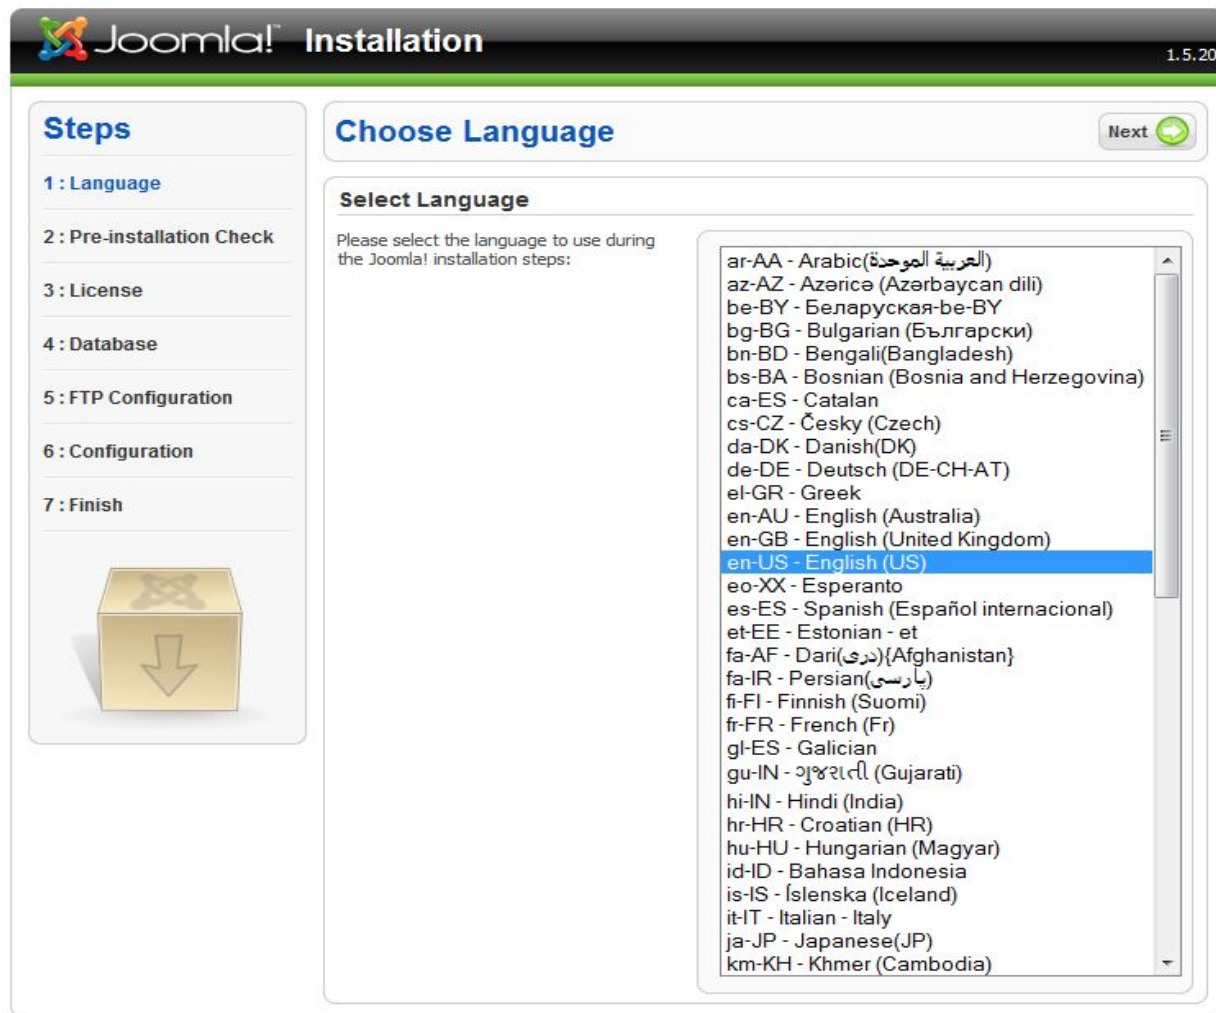 Joomla!™ Installation
1.5.20
Steps
1 : Language
2 : Pre-installation Check
3 : License
4 : Database
5 : FTP Configuration
6 : Configuration
7 : Finish
Choose Language
Next
Select Language
Please select the language to use during
the Joomla! installation steps:
ar-AA - Arabic(العربية الموحدة)
az-AZ - Azəricə (Azərbaycan dili)
be-BY - Беларуская-be-BY
bg-BG - Bulgarian (Български)
bn-BD - Bengali(Bangladesh)
bs-BA - Bosnian (Bosnia and Herzegovina)
ca-ES - Catalan
cs-CZ - Česky (Czech)
da-DK - Danish(DK)
de-DE - Deutsch (DE-CH-AT)
el-GR - Greek
en-AU - English (Australia)
en-GB - English (United Kingdom)
en-US - English (US)
eo-XX - Esperanto
es-ES - Spanish (Español internacional)
et-EE - Estonian - et
fa-AF - Dari(دری){Afghanistan}
fa-IR - Persian(پارسی)
fi-FI - Finnish (Suomi)
fr-FR - French (Fr)
gl-ES - Galician
gu-IN - ગુજરાતી (Gujarati)
hi-IN - Hindi (India)
hr-HR - Croatian (HR)
hu-HU - Hungarian (Magyar)
id-ID - Bahasa Indonesia
is-IS - Íslenska (Iceland)
it-IT - Italian - Italy
ja-JP - Japanese(JP)
km-KH - Khmer (Cambodia)